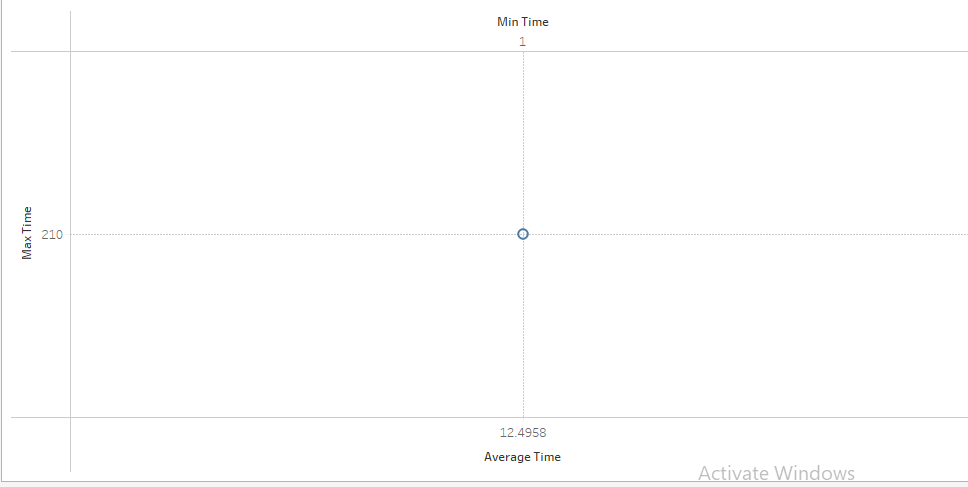 Min Time
1
Max Time
210
12.4958
Average Time
Activate Windows